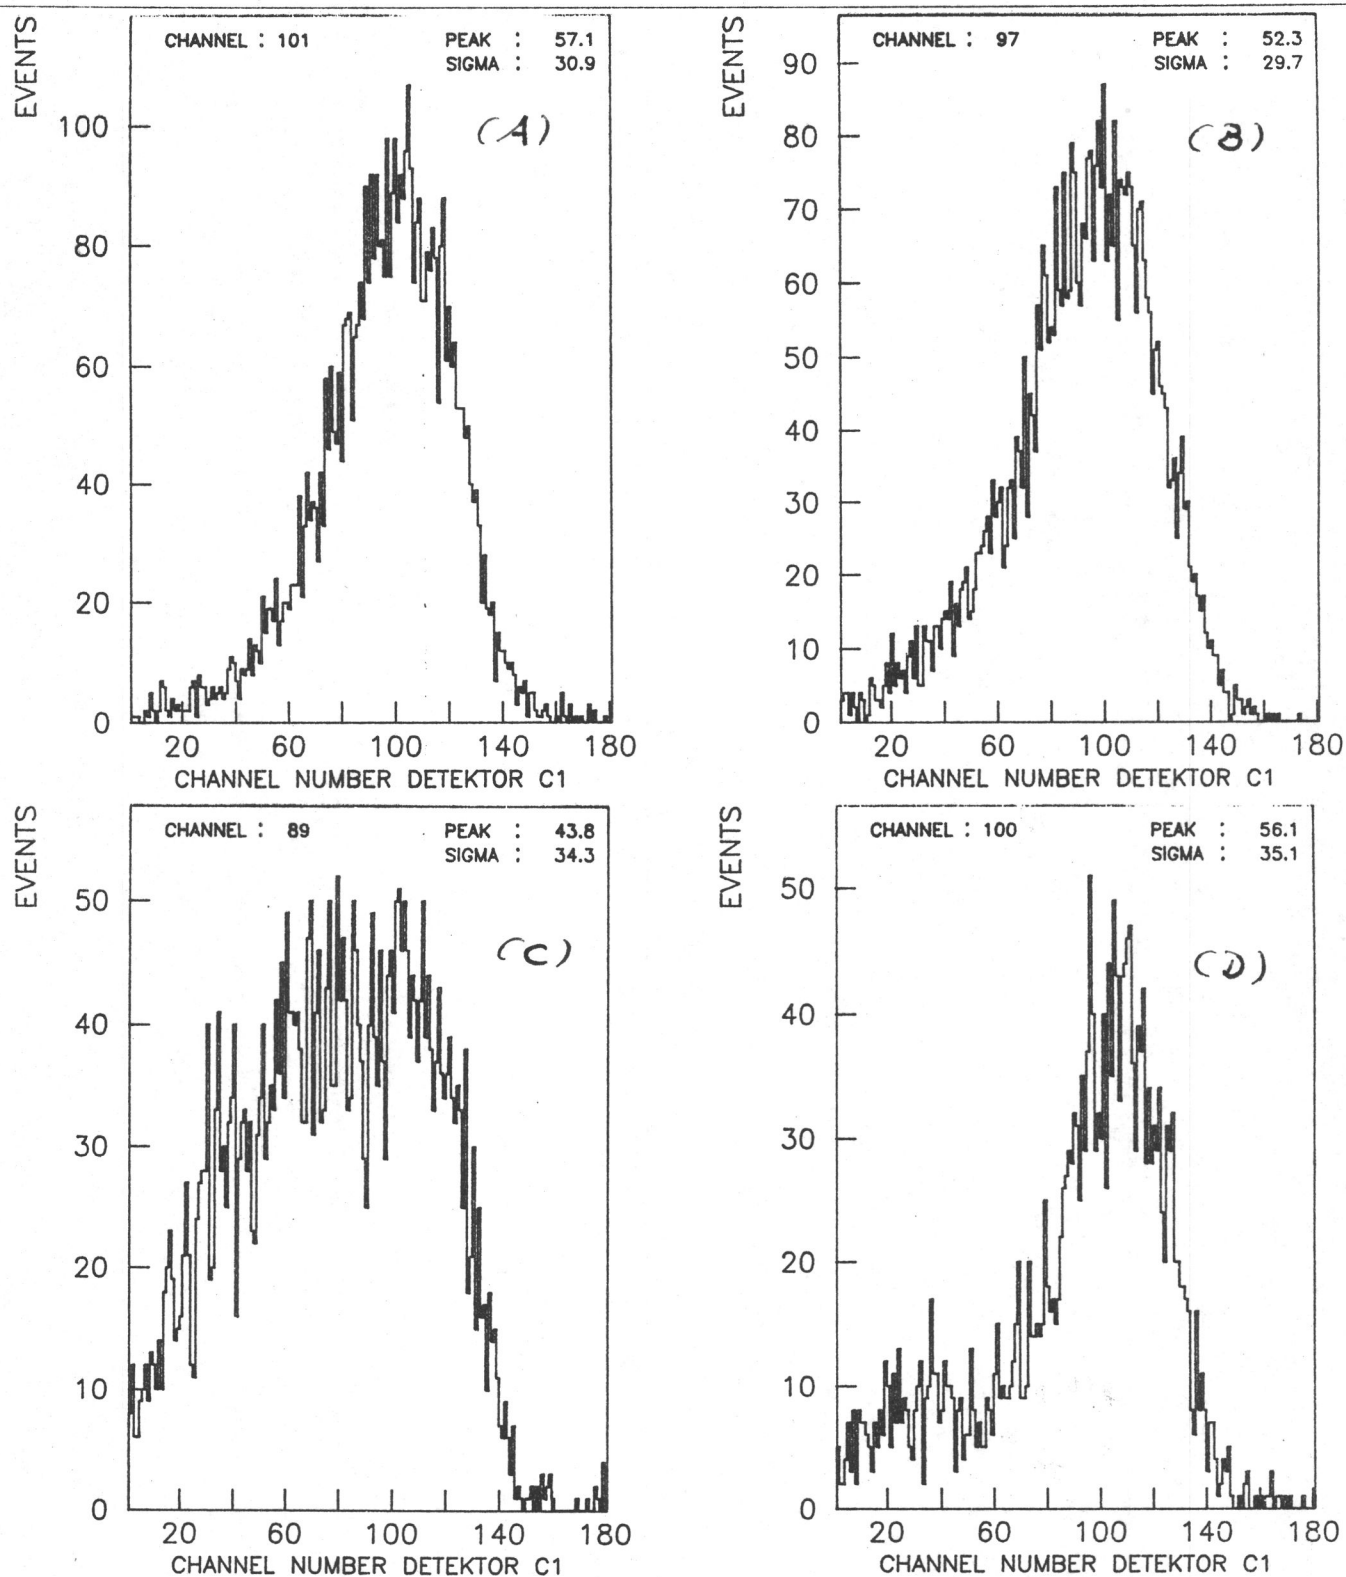 CHANNEL : 101 PEAK : 57.1
SIGMA : 30.9
(A)
EVENTS
100
80
60
40
20
0
20 60 100 140 180
CHANNEL NUMBER DETEKTOR C1
CHANNEL : 97 PEAK : 52.3
SIGMA : 29.7
(B)
EVENTS
90
80
70
60
50
40
30
20
10
0
20 60 100 140 180
CHANNEL NUMBER DETEKTOR C1
CHANNEL : 89 PEAK : 43.8
SIGMA : 34.3
(C)
EVENTS
50
40
30
20
10
0
20 60 100 140 180
CHANNEL NUMBER DETEKTOR C1
CHANNEL : 100 PEAK : 56.1
SIGMA : 35.1
(D)
EVENTS
50
40
30
20
10
0
20 60 100 140 180
CHANNEL NUMBER DETEKTOR C1